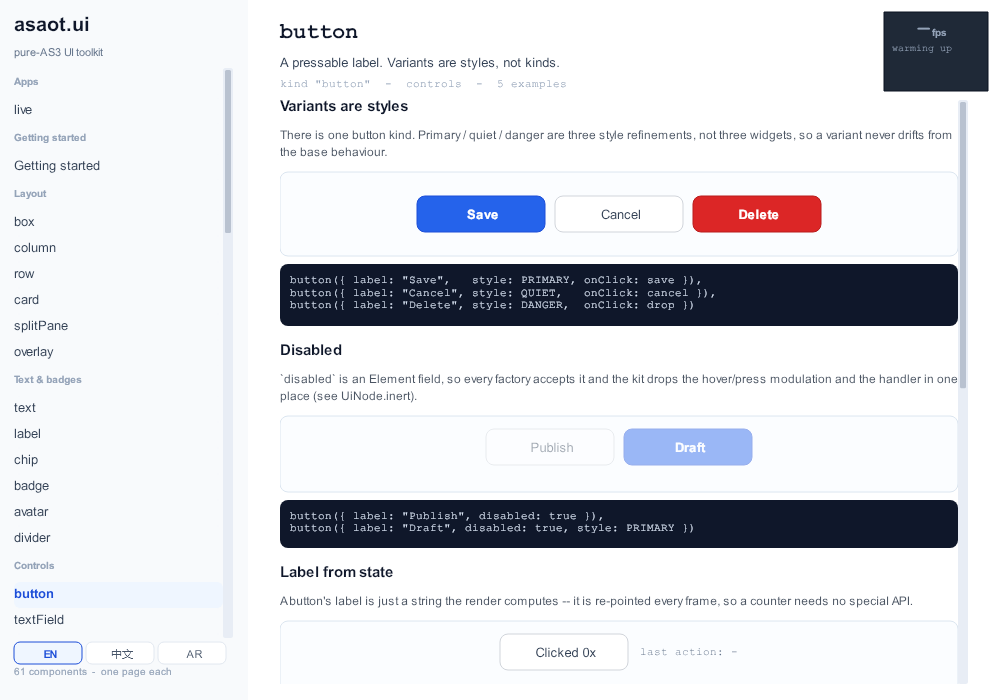 asaot.ui
pure-AS3 UI toolkit
Apps
live
Getting started
Getting started
Layout
box
column
row
card
splitPane
overlay
Text & badges
text
label
chip
badge
avatar
divider
Controls
button
textField
EN 中文 AR
61 components - one page each
button
A pressable label. Variants are styles, not kinds.
kind "button" - controls - 5 examples
— fps
warming up
Variants are styles
There is one button kind. Primary / quiet / danger are three style refinements, not three widgets, so a variant never drifts from
the base behaviour.
Save Cancel Delete
button({ label: "Save",   style: PRIMARY, onClick: save }),
button({ label: "Cancel", style: QUIET,   onClick: cancel }),
button({ label: "Delete", style: DANGER,  onClick: drop })
Disabled
`disabled` is an Element field, so every factory accepts it and the kit drops the hover/press modulation and the handler in one
place (see UiNode.inert).
Publish Draft
button({ label: "Publish", disabled: true }),
button({ label: "Draft", disabled: true, style: PRIMARY })
Label from state
A button's label is just a string the render computes -- it is re-pointed every frame, so a counter needs no special API.
Clicked 0x last action: -